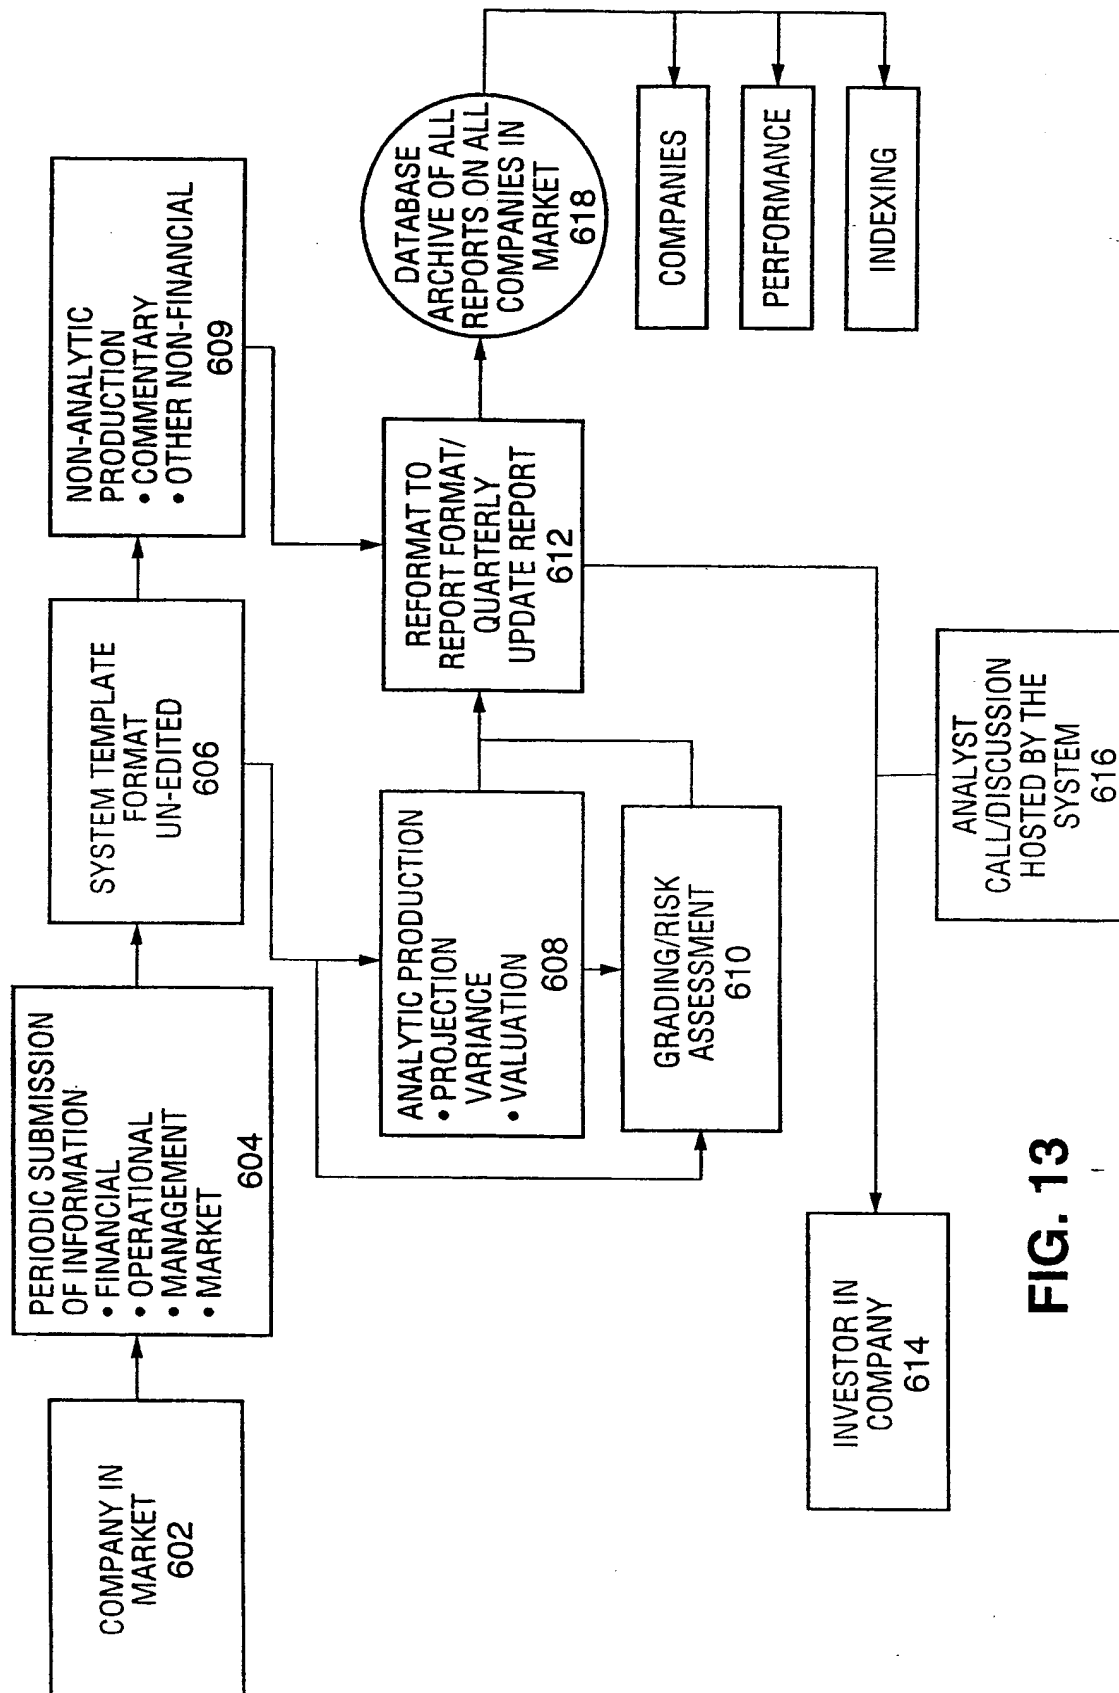 COMPANY IN
MARKET
602
PERIODIC SUBMISSION
OF INFORMATION
• FINANCIAL
• OPERATIONAL
• MANAGEMENT
• MARKET
604
SYSTEM TEMPLATE
FORMAT
UN-EDITED
606
NON-ANALYTIC
PRODUCTION
• COMMENTARY
• OTHER NON-FINANCIAL
609
ANALYTIC PRODUCTION
• PROJECTION
VARIANCE
• VALUATION
608
GRADING/RISK
ASSESSMENT
610
REFORMAT TO
REPORT FORMAT/
QUARTERLY
UPDATE REPORT
612
DATABASE
ARCHIVE OF ALL
REPORTS ON ALL
COMPANIES IN
MARKET
618
COMPANIES
PERFORMANCE
INDEXING
INVESTOR IN
COMPANY
614
ANALYST
CALL/DISCUSSION
HOSTED BY THE
SYSTEM
616
FIG. 13